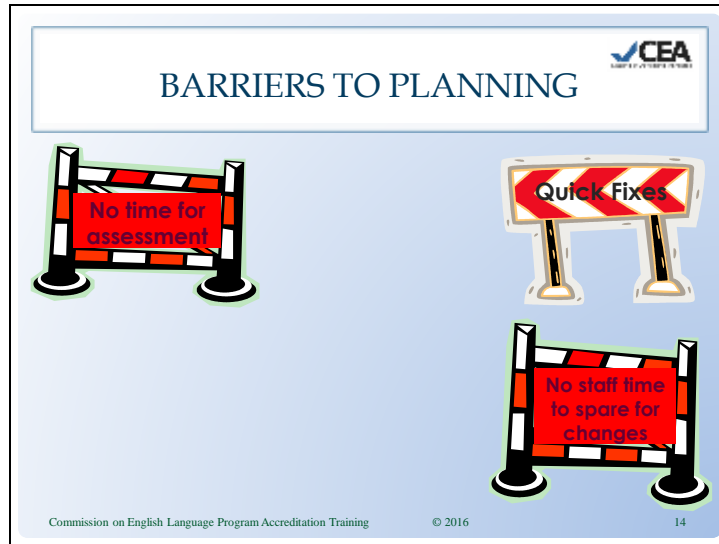 CEA
BARRIERS TO PLANNING
No time for
assessment
Quick Fixes
No staff time
to spare for
changes
Commission on English Language Program Accreditation Training © 2016 14